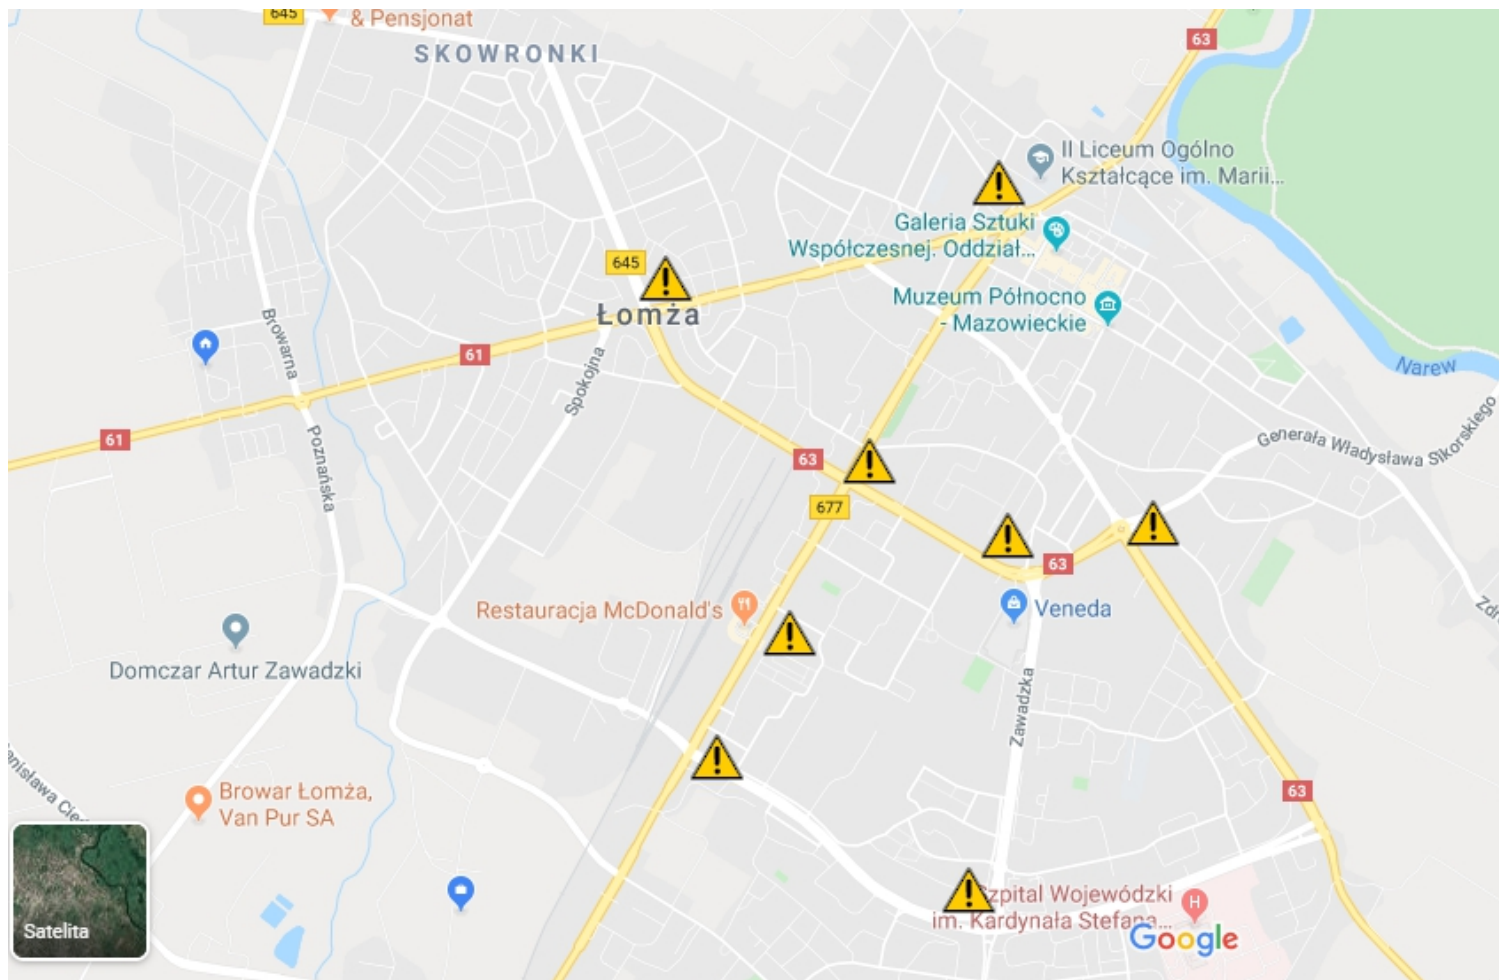 645
& Pensjonat
SKOWRONKI
63
II Liceum Ogólno
Kształcące im. Marii...
Galeria Sztuki
Współczesnej. Oddział...
645
Łomża
Muzeum Północno
- Mazowieckie
Browarna
61
Spokojna
Narew
61
Poznańska
63
Generała Władysława Sikorskiego
677
63
Restauracja McDonald's
Veneda
Domczar Artur Zawadzki
Zawadzka
63
Browar Łomża,
Van Pur SA
Szpital Wojewódzki
im. Kardynała Stefana...
H
Google
Satelita